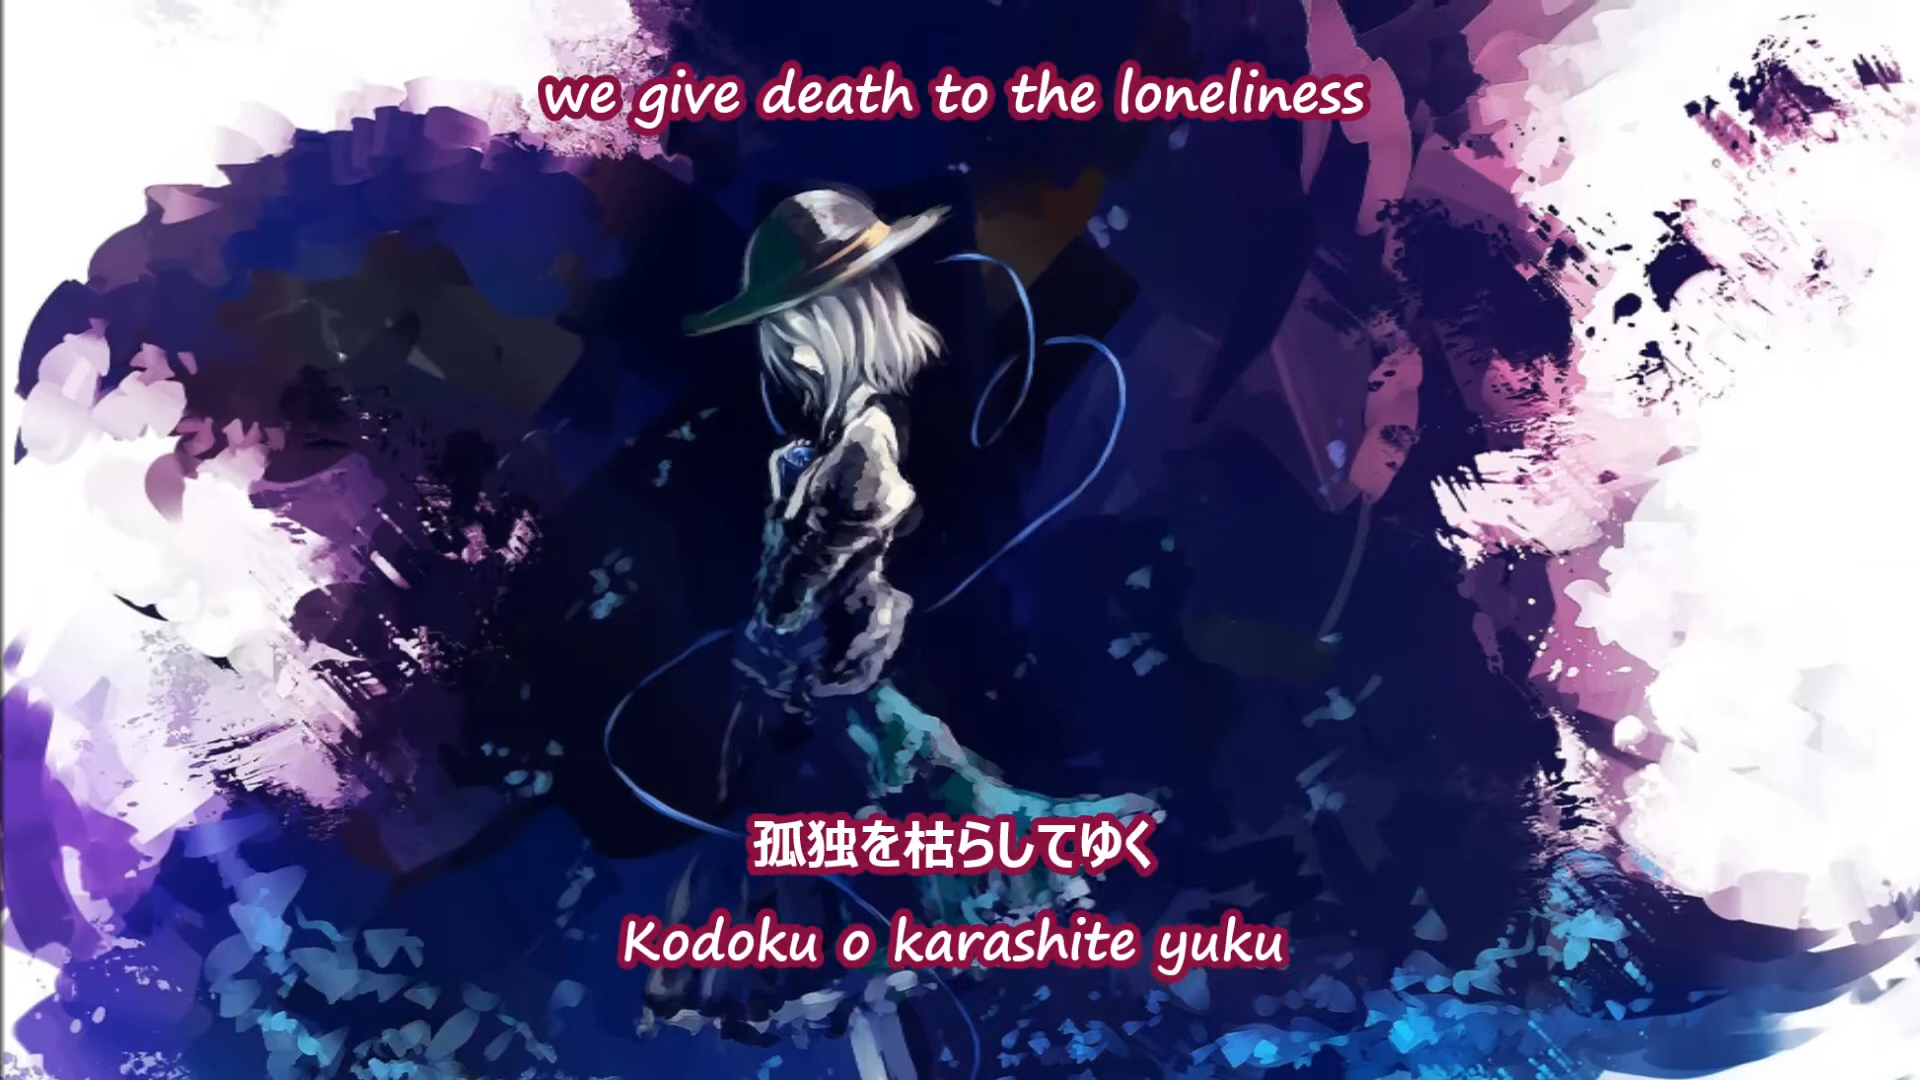 we give death to the loneliness
孤独を枯らしてゆく
Kodoku o karashite yuku